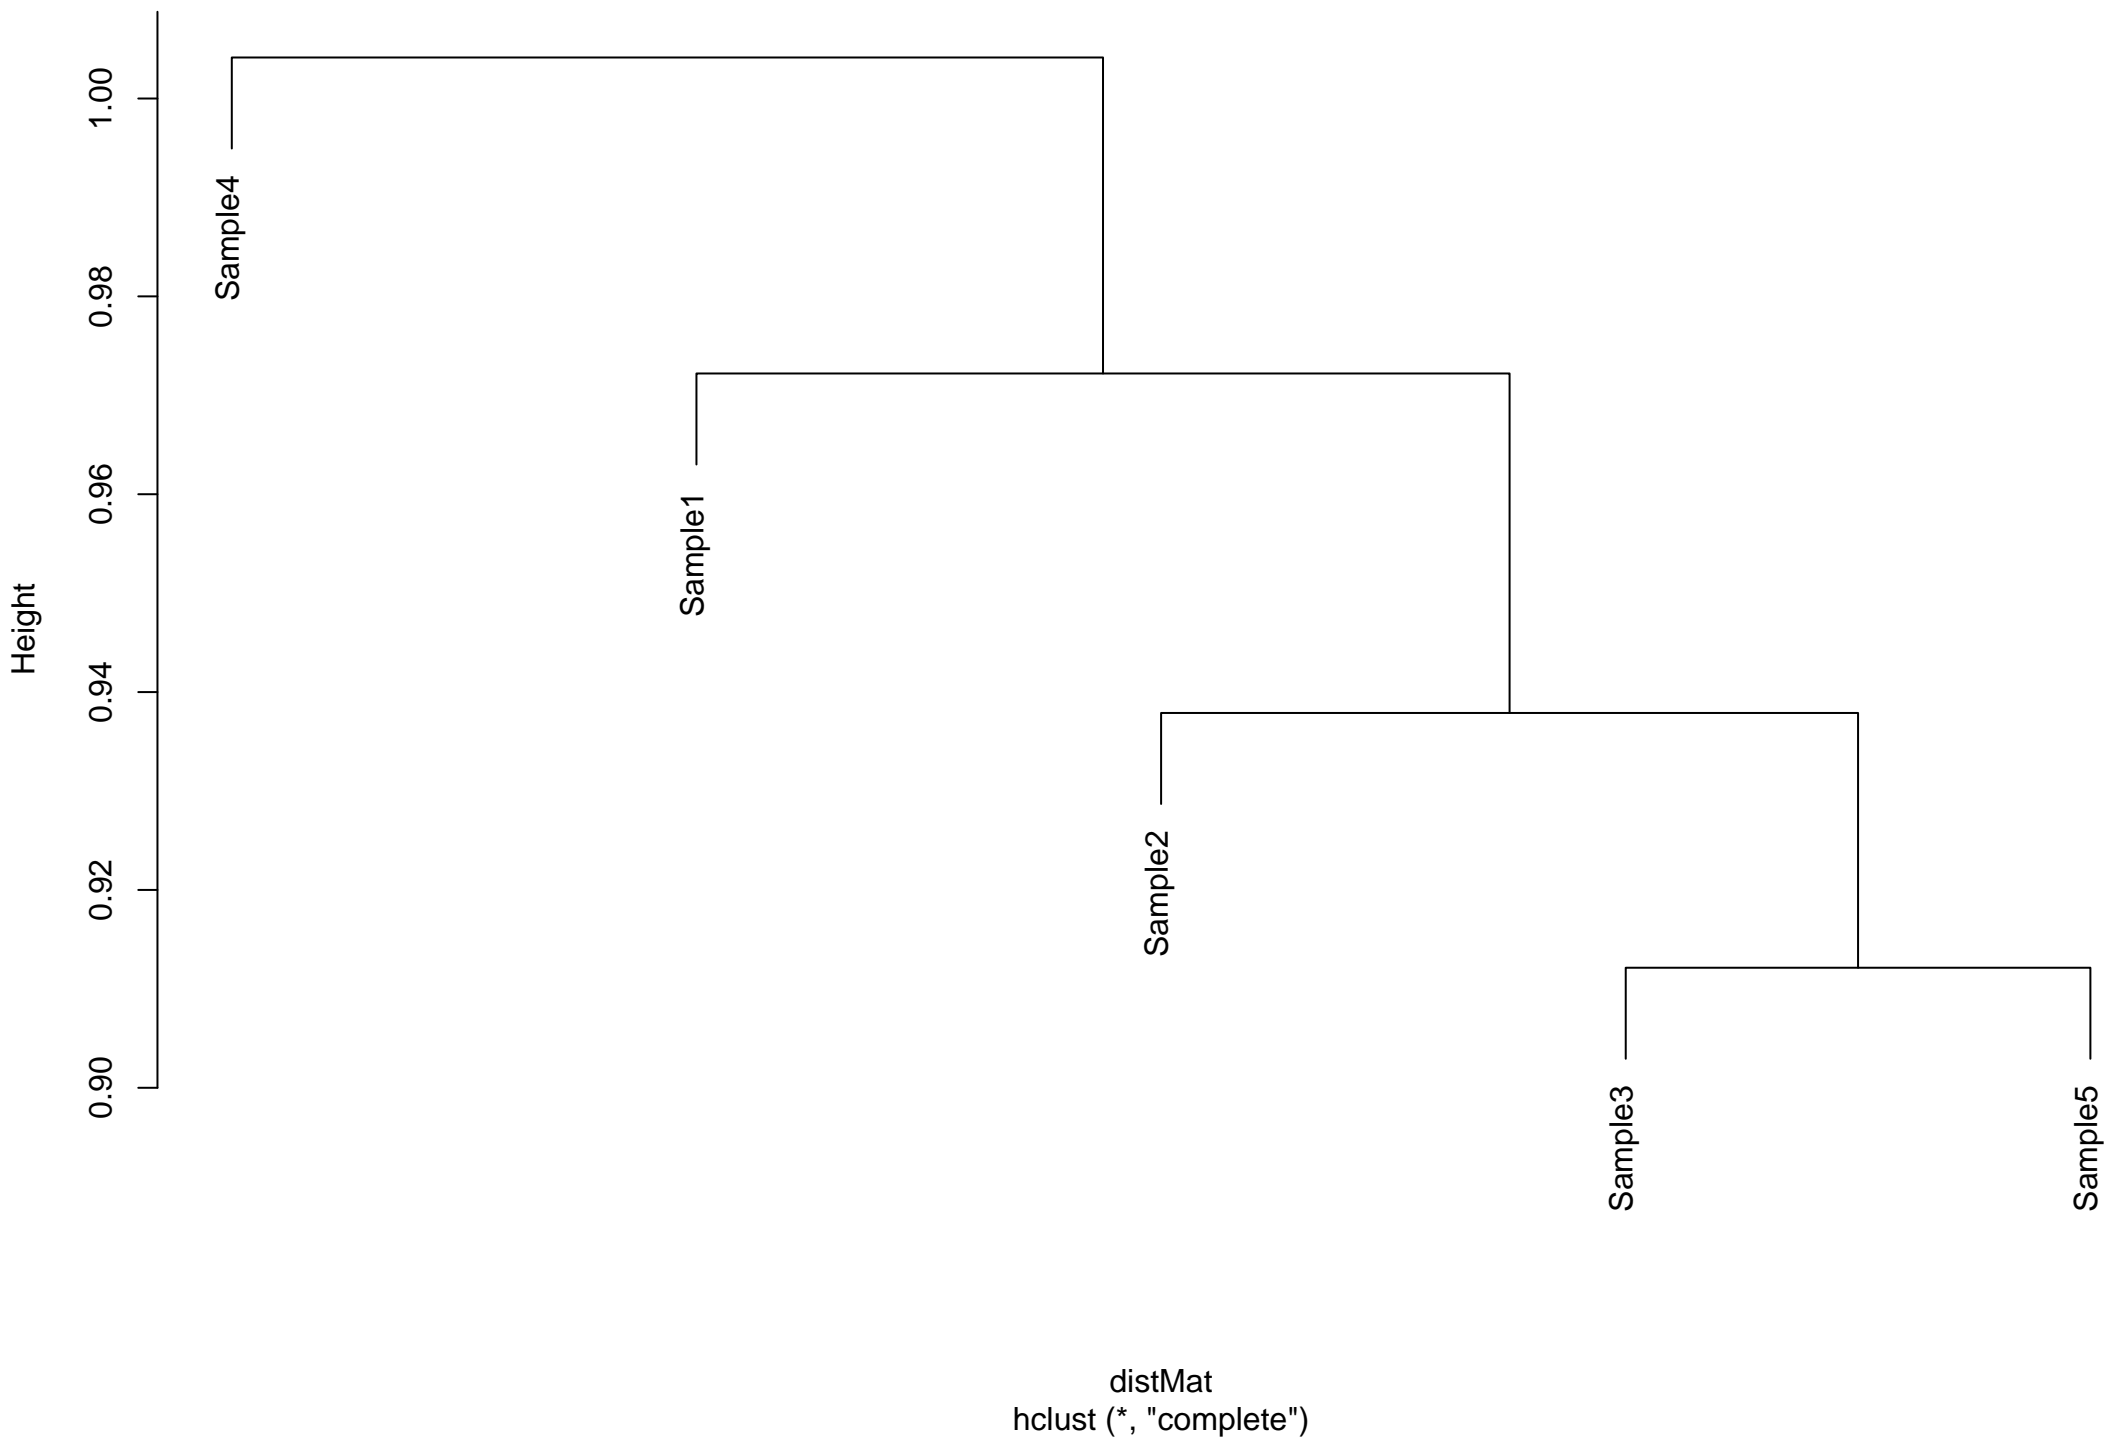 1.00
0.98
0.96
0.94
0.92
0.90
Height
Sample4
Sample1
Sample2
Sample3
Sample5
distMat
hclust (*, "complete")